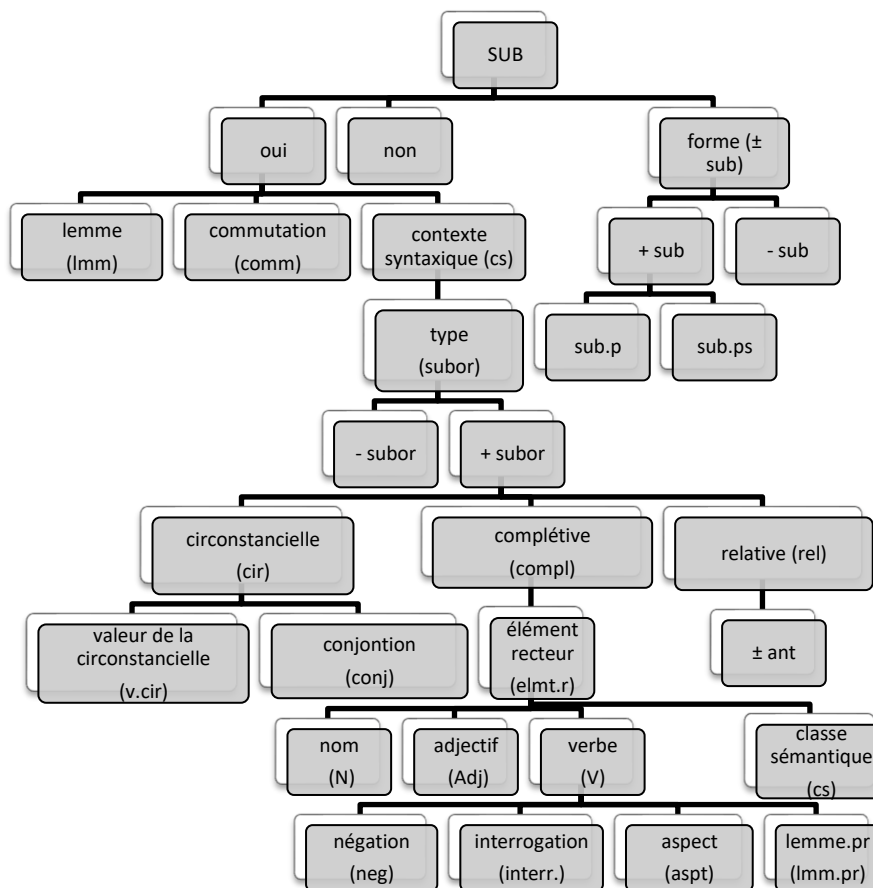 SUB
oui
non
forme (±
sub)
lemme
(lmm)
commutation
(comm)
contexte
syntaxique (cs)
+ sub
- sub
type
(subor)
sub.p
sub.ps
- subor
+ subor
circonstancielle
(cir)
complétive
(compl)
relative (rel)
valeur de la
circonstancielle
(v.cir)
conjontion
(conj)
élément
recteur
(elmt.r)
± ant
nom
(N)
adjectif
(Adj)
verbe
(V)
classe
sémantique
(cs)
négation
(neg)
interrogation
(interr.)
aspect
(aspt)
lemme.pr
(lmm.pr)